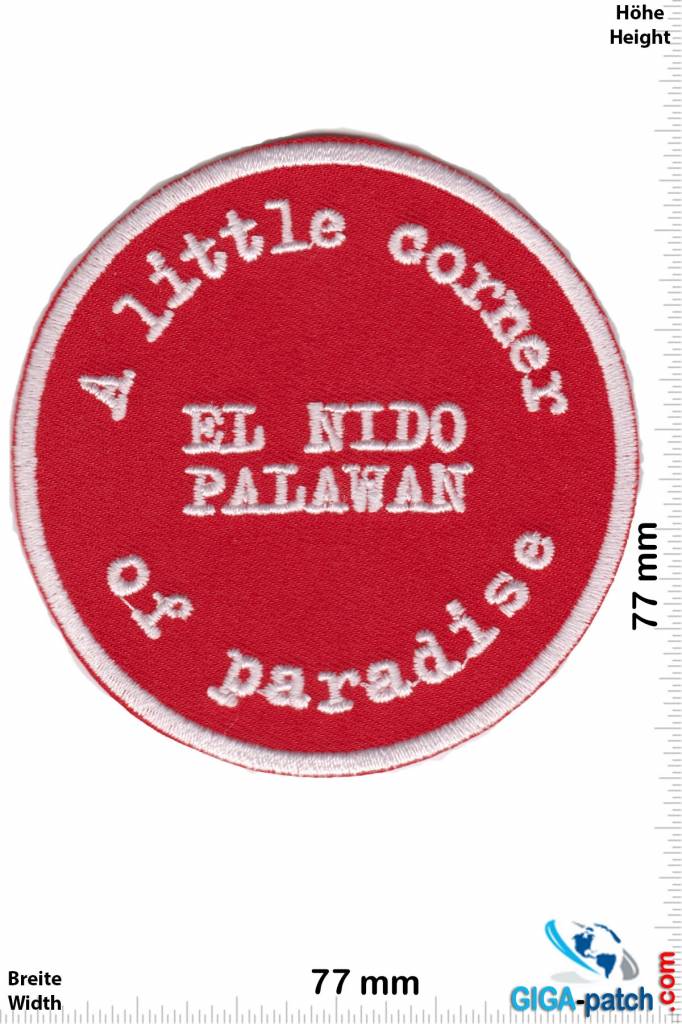 Höhe
Height
A little corner
EL NIDO
PALAWAN
of paradise
77 mm
Breite
Width
77 mm
GIGA-patch.com